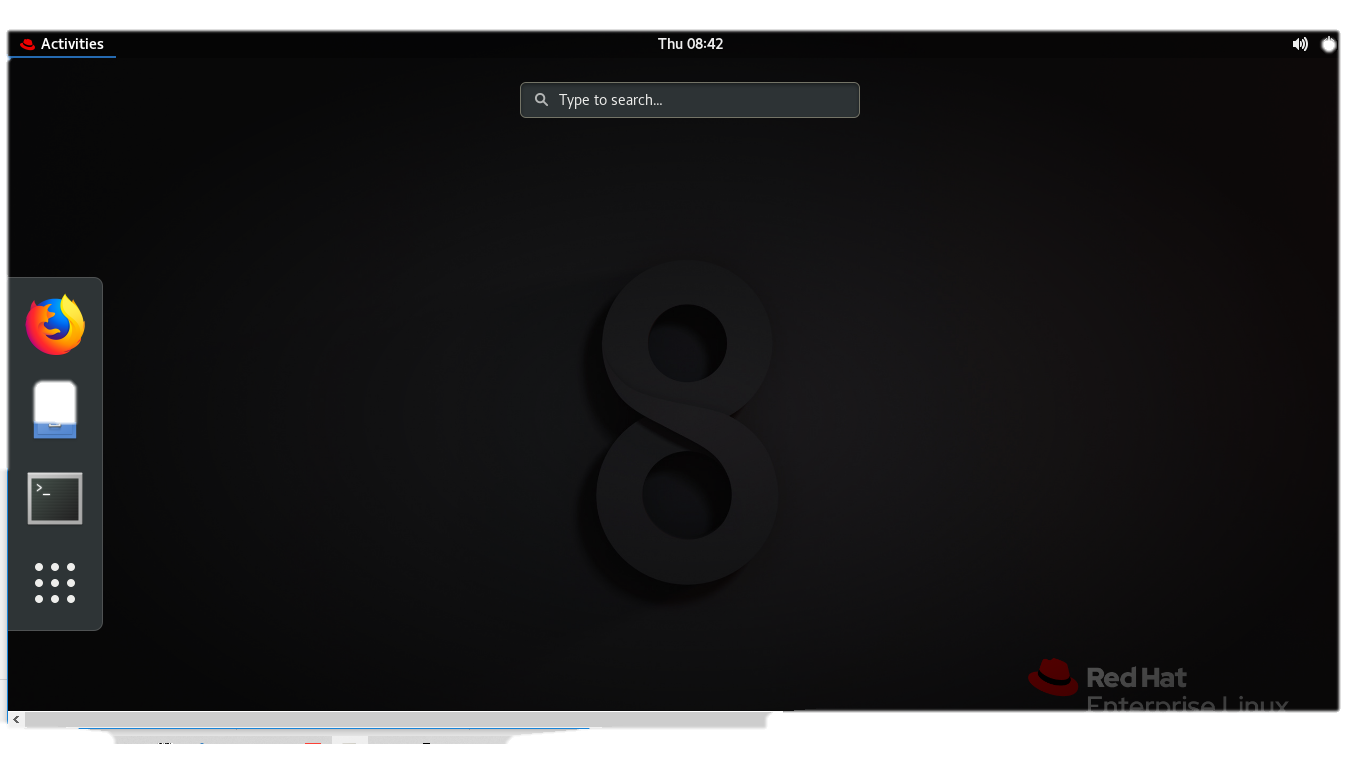 Activities
Thu 08:42
Type to search...
>_
8
Red Hat
Enterprise Linux